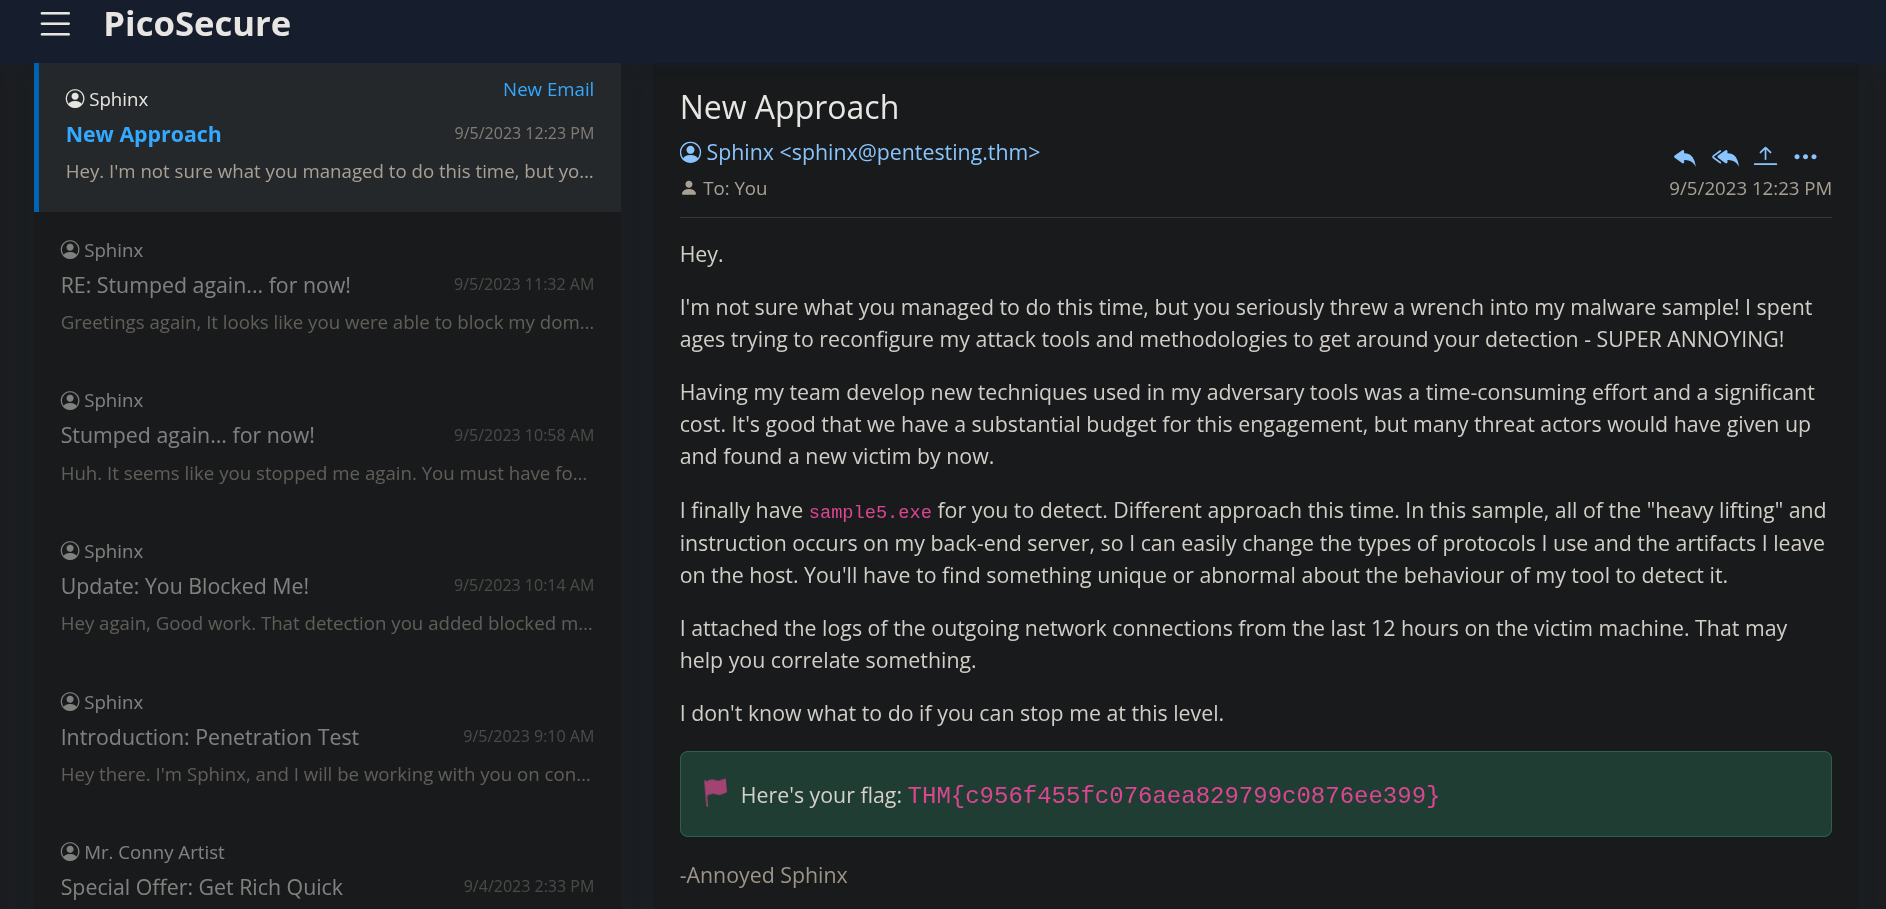 PicoSecure
Sphinx
New Email
New Approach
9/5/2023 12:23 PM
Hey. I'm not sure what you managed to do this time, but yo...
Sphinx
RE: Stumped again... for now!
9/5/2023 11:32 AM
Greetings again, It looks like you were able to block my dom...
Sphinx
Stumped again... for now!
9/5/2023 10:58 AM
Huh. It seems like you stopped me again. You must have fo...
Sphinx
Update: You Blocked Me!
9/5/2023 10:14 AM
Hey again, Good work. That detection you added blocked m...
Sphinx
Introduction: Penetration Test
9/5/2023 9:10 AM
Hey there. I'm Sphinx, and I will be working with you on con...
Mr. Conny Artist
Special Offer: Get Rich Quick
9/4/2023 2:33 PM
New Approach
Sphinx <sphinx@pentesting.thm>
To: You
9/5/2023 12:23 PM
Hey.
I'm not sure what you managed to do this time, but you seriously threw a wrench into my malware sample! I spent
ages trying to reconfigure my attack tools and methodologies to get around your detection - SUPER ANNOYING!
Having my team develop new techniques used in my adversary tools was a time-consuming effort and a significant
cost. It's good that we have a substantial budget for this engagement, but many threat actors would have given up
and found a new victim by now.
I finally have sample5.exe for you to detect. Different approach this time. In this sample, all of the "heavy lifting" and
instruction occurs on my back-end server, so I can easily change the types of protocols I use and the artifacts I leave
on the host. You'll have to find something unique or abnormal about the behaviour of my tool to detect it.
I attached the logs of the outgoing network connections from the last 12 hours on the victim machine. That may
help you correlate something.
I don't know what to do if you can stop me at this level.
Here's your flag: THM{c956f455fc076aea829799c0876ee399}
-Annoyed Sphinx